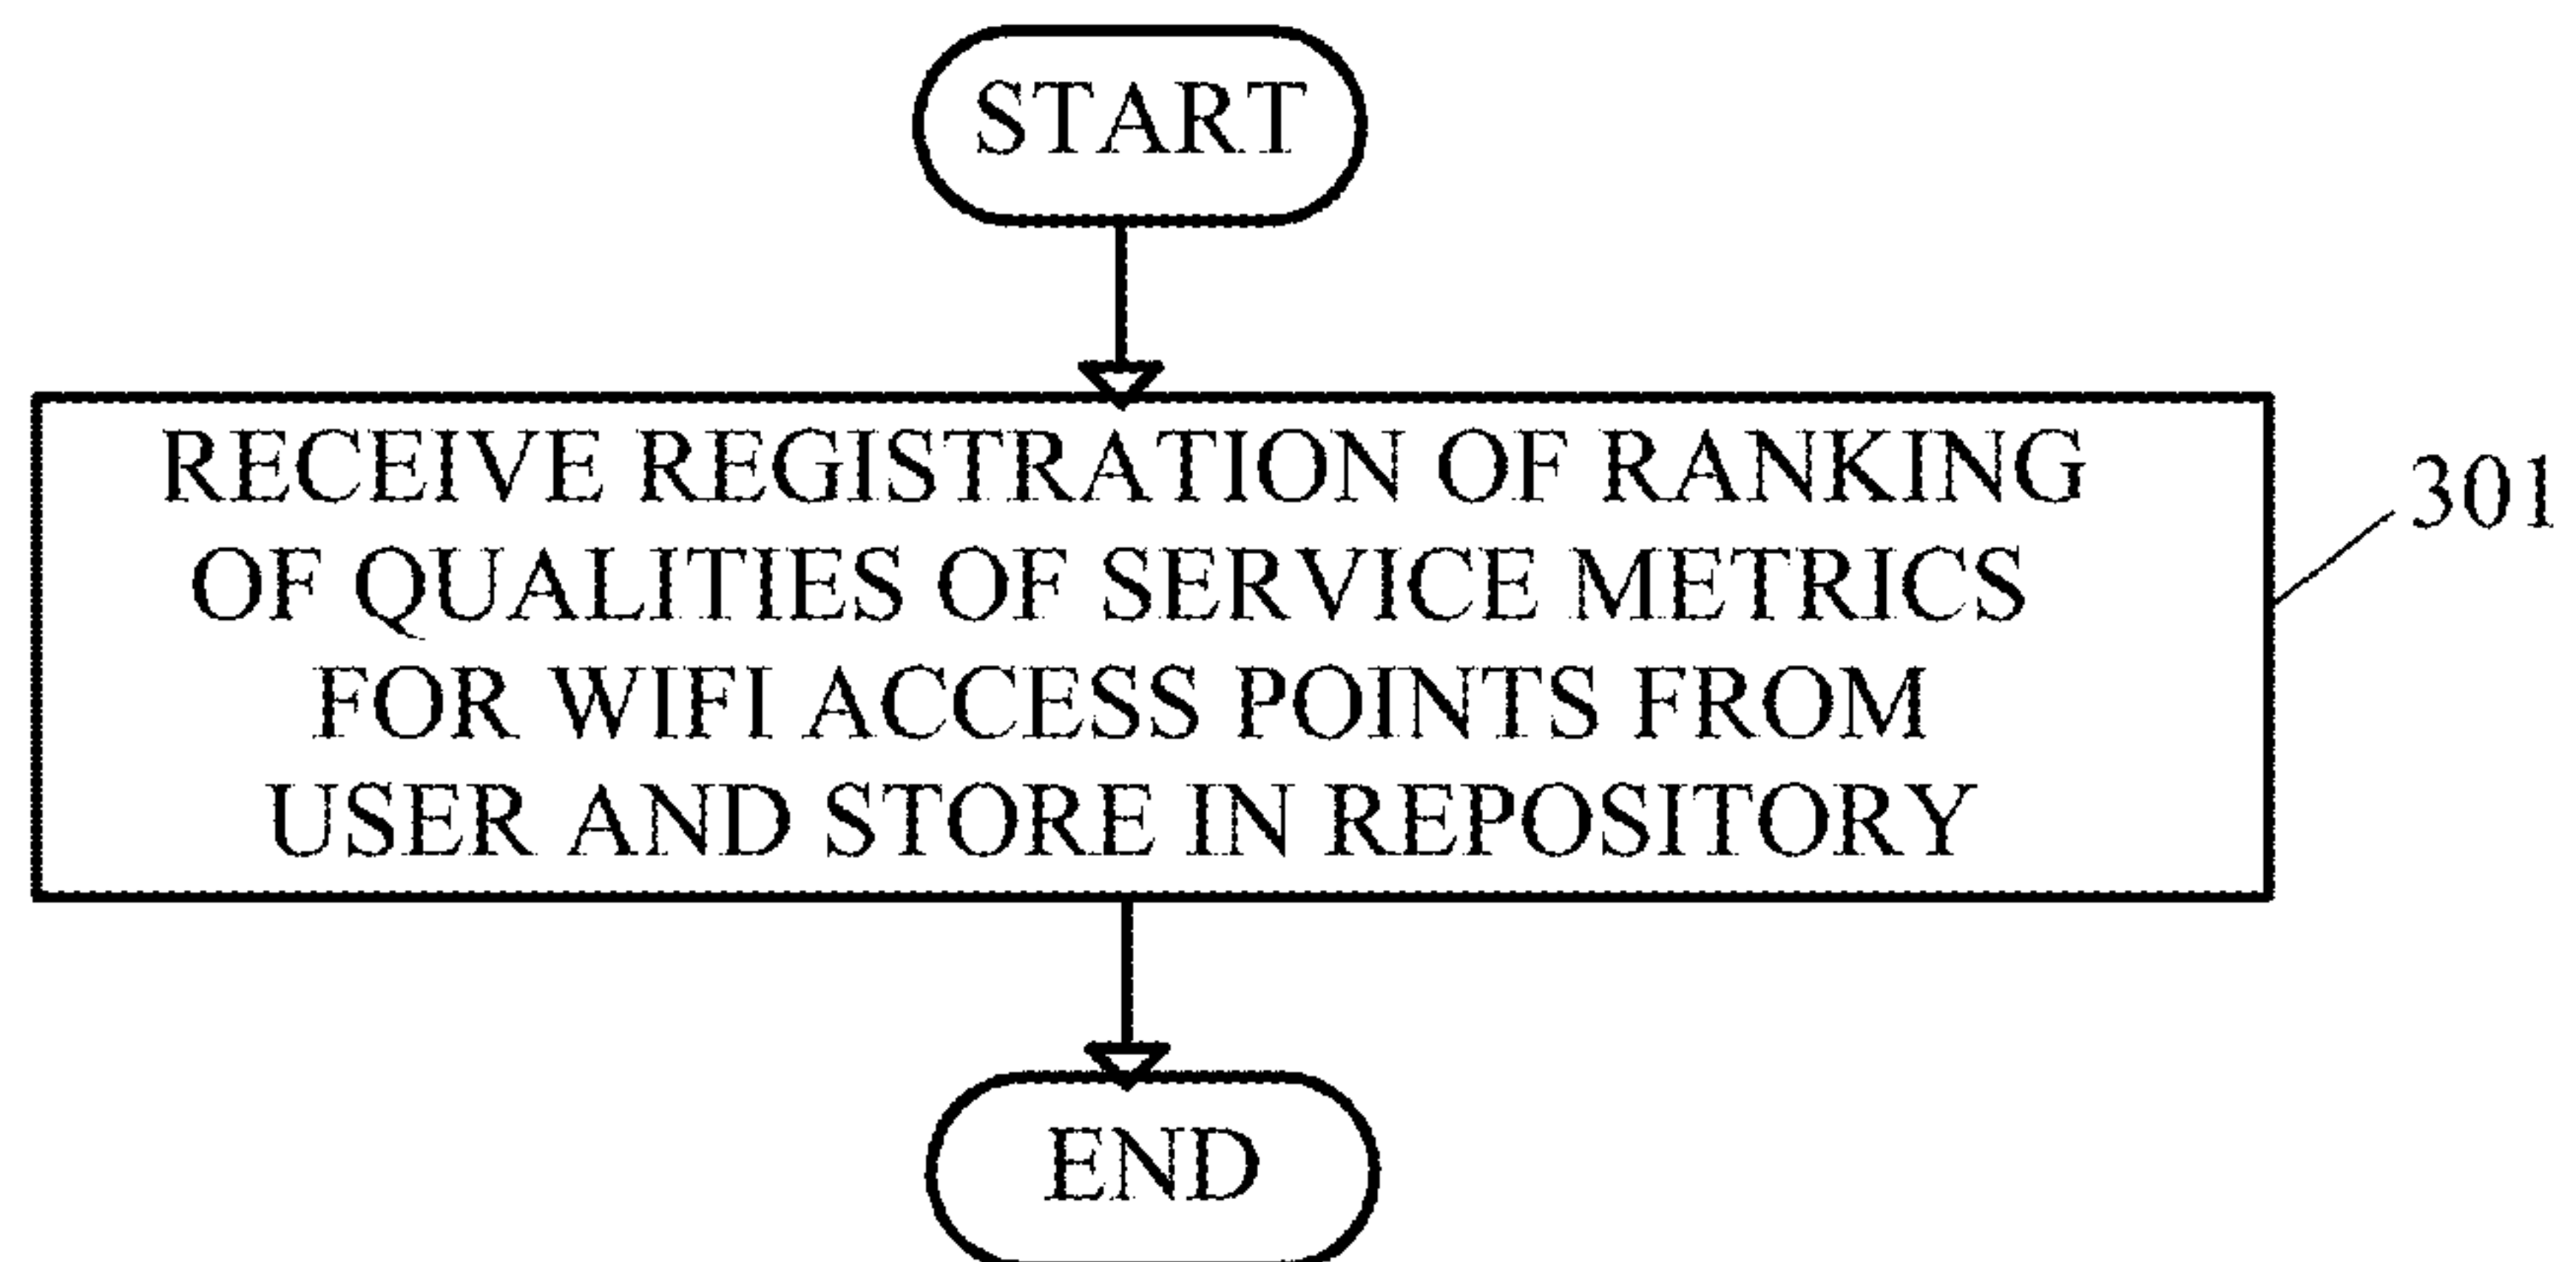 START
RECEIVE REGISTRATION OF RANKING
OF QUALITIES OF SERVICE METRICS
FOR WIFI ACCESS POINTS FROM
USER AND STORE IN REPOSITORY
301
END